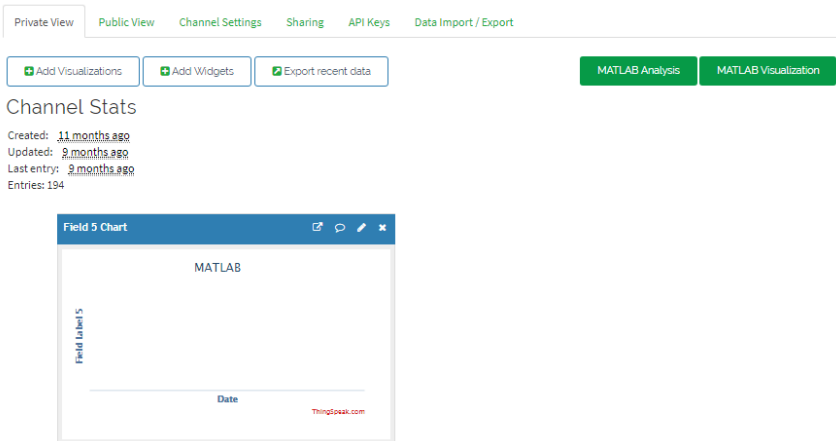 Private View Public View Channel Settings Sharing API Keys Data Import / Export
Add Visualizations Add Widgets Export recent data MATLAB Analysis MATLAB Visualization
Channel Stats
Created: 11 months ago
Updated: 9 months ago
Last entry: 9 months ago
Entries: 194
Field 5 Chart
MATLAB
Field Label 5
Date
ThingSpeak.com